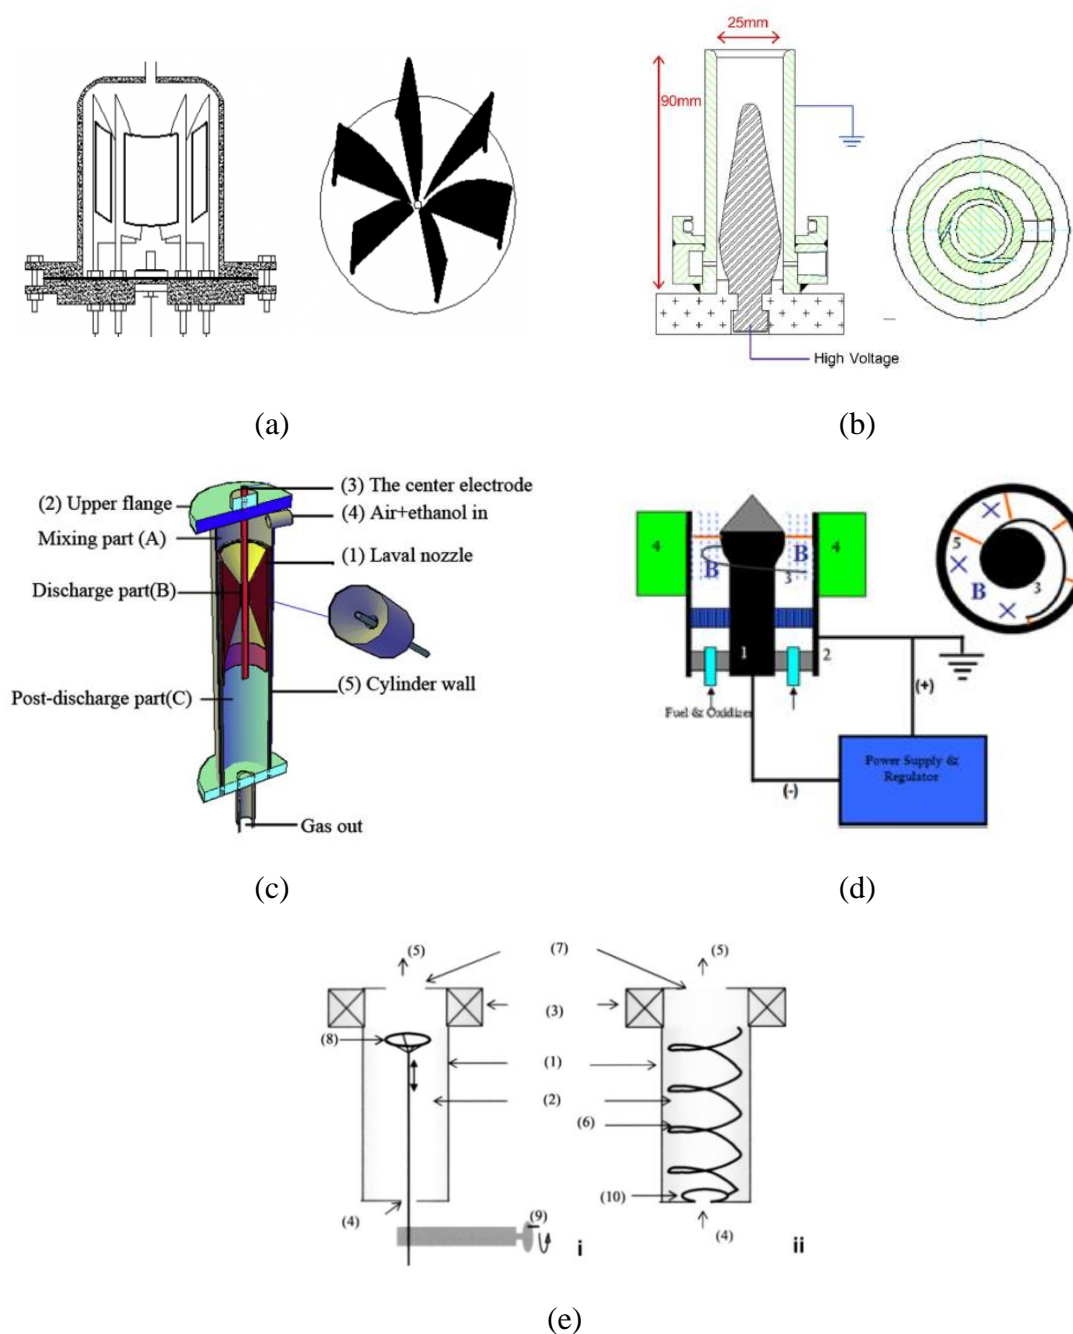 25mm
90mm
High Voltage
(a)
(b)
(3) The center electrode
(2) Upper flange
(4) Air+ethanol in
Mixing part (A)
(1) Laval nozzle
Discharge part(B)
(5) Cylinder wall
Post-discharge part(C)
Gas out
4
B
B
4
3
1
2
Fuel & Oxidizer
(+)
(-)
Power Supply &
Regulator
5
B
3
(c)
(d)
(5)
(7)
(5)
(3)
(8)
(1)
(2)
(6)
(10)
(4)
(9)
(4)
i
ii
(e)